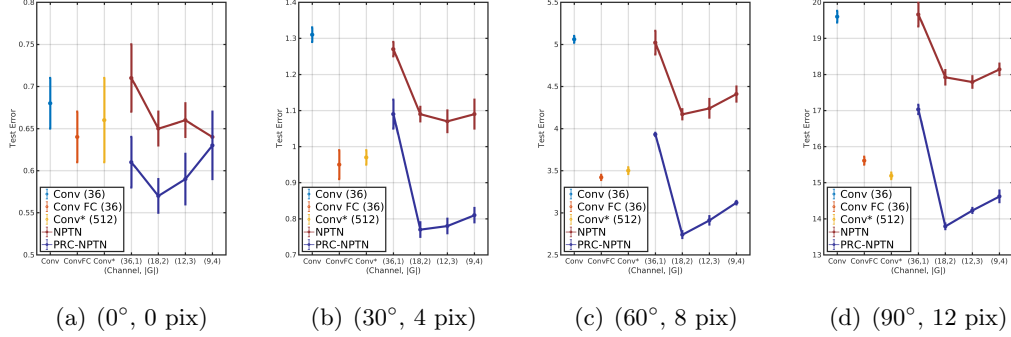 0.8
0.75
0.7
0.65
0.6
0.55
0.5
Test Error
Conv (36)
Conv FC (36)
Conv* (512)
NPTN
PRC-NPTN
Conv ConvFC Conv* (36,1) (18,2) (12,3) (9,4)
(Channel, |G|)
(a) (0°, 0 pix)
1.4
1.3
1.2
1.1
1
0.9
0.8
0.7
Test Error
Conv (36)
Conv FC (36)
Conv* (512)
NPTN
PRC-NPTN
Conv ConvFC Conv* (36,1) (18,2) (12,3) (9,4)
(Channel, |G|)
(b) (30°, 4 pix)
5.5
5
4.5
4
3.5
3
2.5
Test Error
Conv (36)
Conv FC (36)
Conv* (512)
NPTN
PRC-NPTN
Conv ConvFC Conv* (36,1) (18,2) (12,3) (9,4)
(Channel, |G|)
(c) (60°, 8 pix)
20
19
18
17
16
15
14
13
Test Error
Conv (36)
Conv FC (36)
Conv* (512)
NPTN
PRC-NPTN
Conv ConvFC Conv* (36,1) (18,2) (12,3) (9,4)
(Channel, |G|)
(d) (90°, 12 pix)